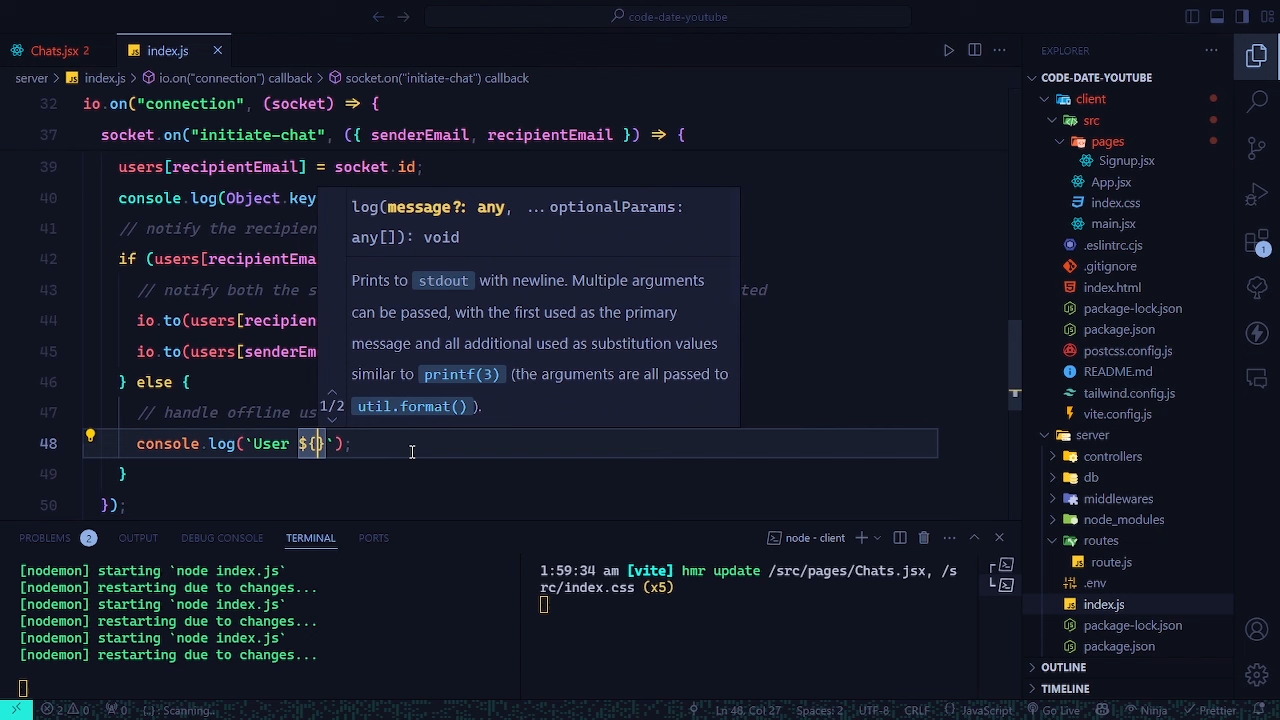 code-date-youtube
Chats.jsx 2
index.js
EXPLORER
server > index.js > io.on("connection") callback > socket.on("initiate-chat") callback
32 io.on("connection", (socket) => {
37 socket.on("initiate-chat", ({ senderEmail, recipientEmail }) => {
39 users[recipientEmail] = socket.id;
40 console.log(Object.key
41 // notify the recipien
42 if (users[recipientEma
43 // notify both the s ted
44 io.to(users[recipien
45 io.to(users[senderEm
46 } else {
47 // handle offline us
48 console.log(`User ${}`);
49 }
50 });
log(message?: any, ...optionalParams:
any[]): void
Prints to stdout with newline. Multiple arguments
can be passed, with the first used as the primary
message and all additional used as substitution values
similar to printf(3) (the arguments are all passed to
1/2 util.format()).
CODE-DATE-YOUTUBE
client
src
pages
Signup.jsx
App.jsx
index.css
main.jsx
.eslintrc.cjs
.gitignore
index.html
package-lock.json
package.json
postcss.config.js
README.md
tailwind.config.js
vite.config.js
server
controllers
db
middlewares
node_modules
routes
route.js
.env
index.js
package-lock.json
package.json
OUTLINE
TIMELINE
PROBLEMS 2 OUTPUT DEBUG CONSOLE TERMINAL PORTS
node - client
[nodemon] starting `node index.js`
[nodemon] restarting due to changes...
[nodemon] starting `node index.js`
[nodemon] restarting due to changes...
[nodemon] starting `node index.js`
[nodemon] restarting due to changes...
1:59:34 am [vite] hmr update /src/pages/Chats.jsx, /s
rc/index.css (x5)
1
2 0 0 Scanning.. Ln 48, Col 27 Spaces: 2 UTF-8 CRLF {} JavaScript Go Live Ninja Prettier